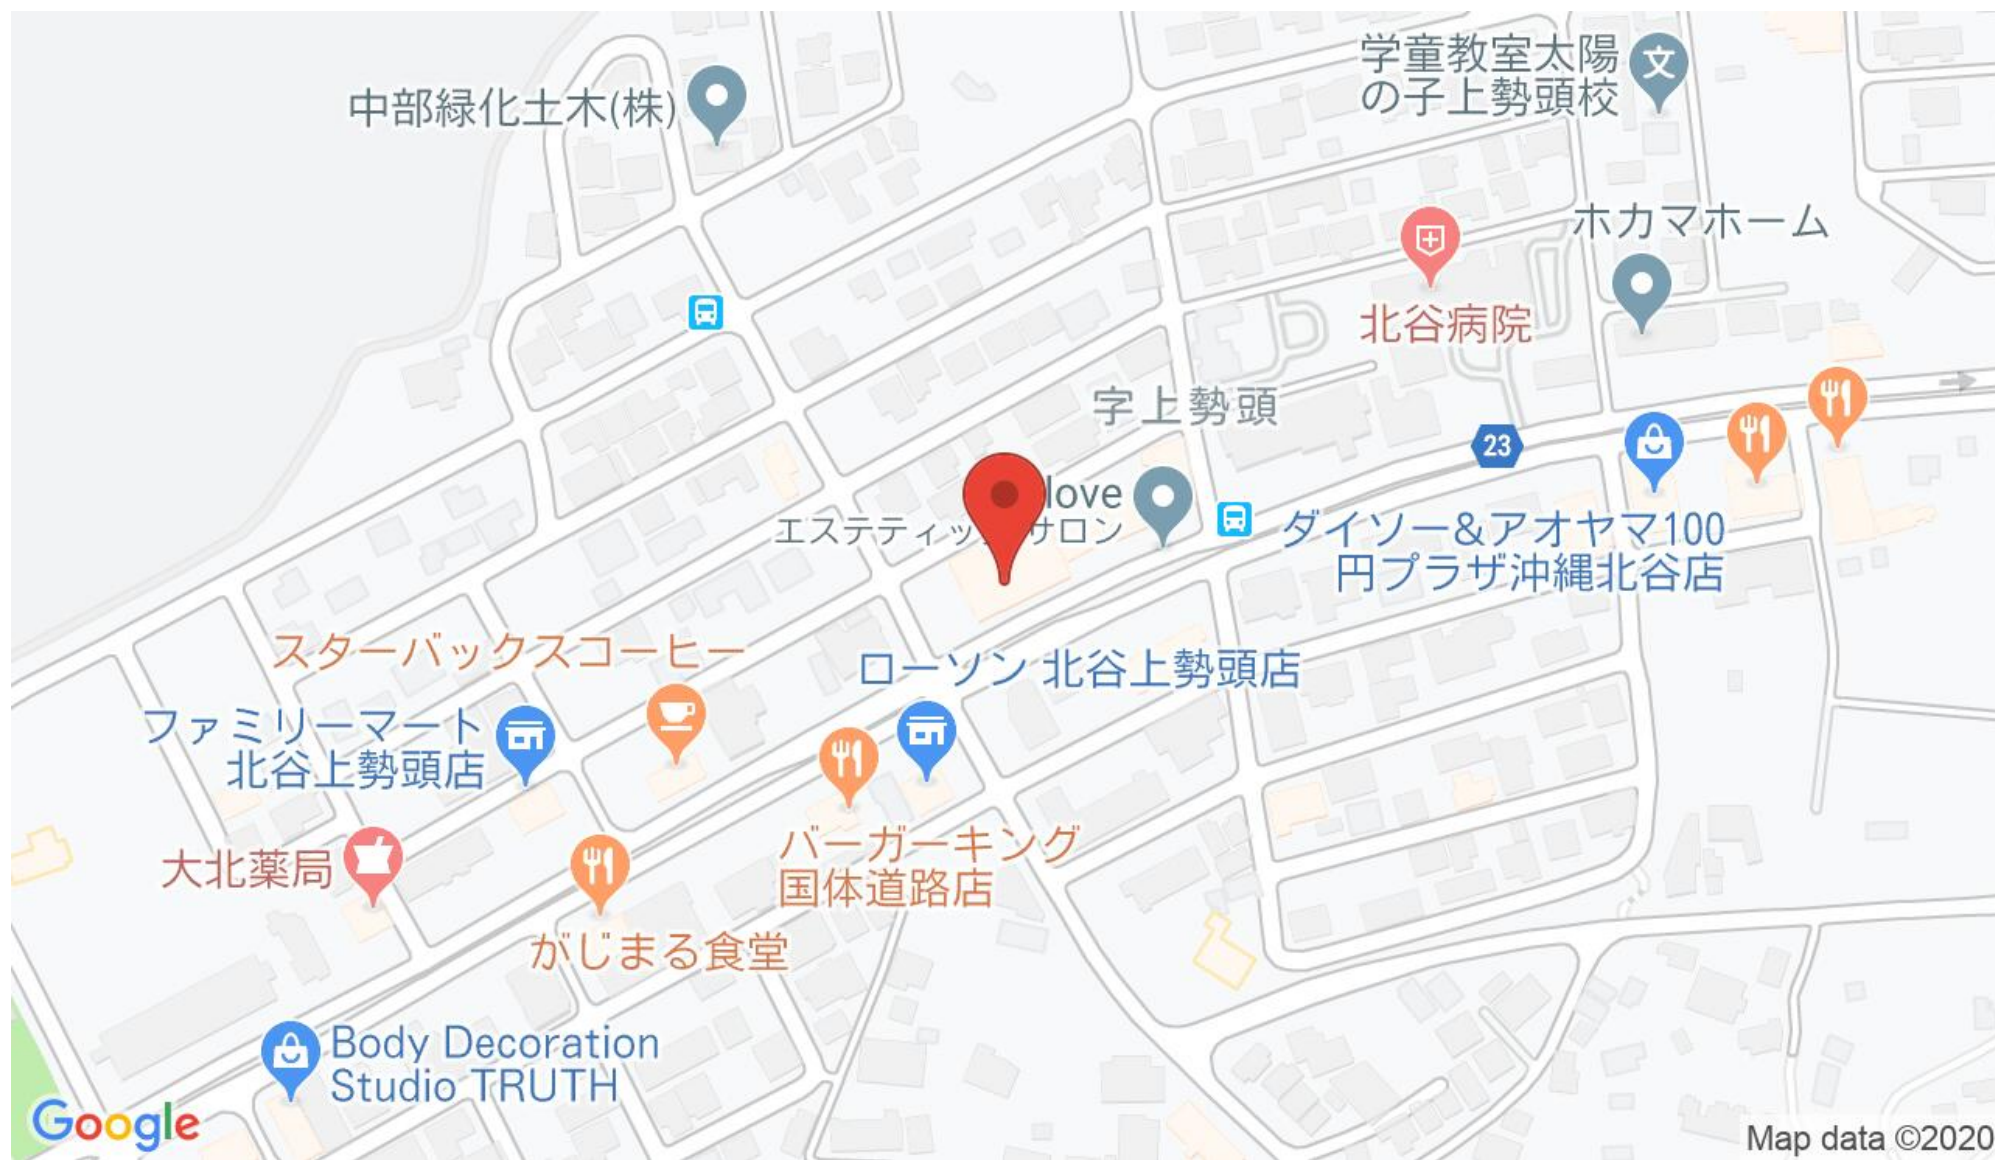 学童教室太陽
の子上勢頭校
中部緑化土木(株)
ホカマホーム
北谷病院
字上勢頭
23
love
エステティックサロン
ダイソー&アオヤマ100
円プラザ沖縄北谷店
スターバックスコーヒー
ローソン 北谷上勢頭店
ファミリーマート
北谷上勢頭店
バーガーキング
国体道路店
大北薬局
がじまる食堂
Body Decoration
Studio TRUTH
Google
Map data ©2020